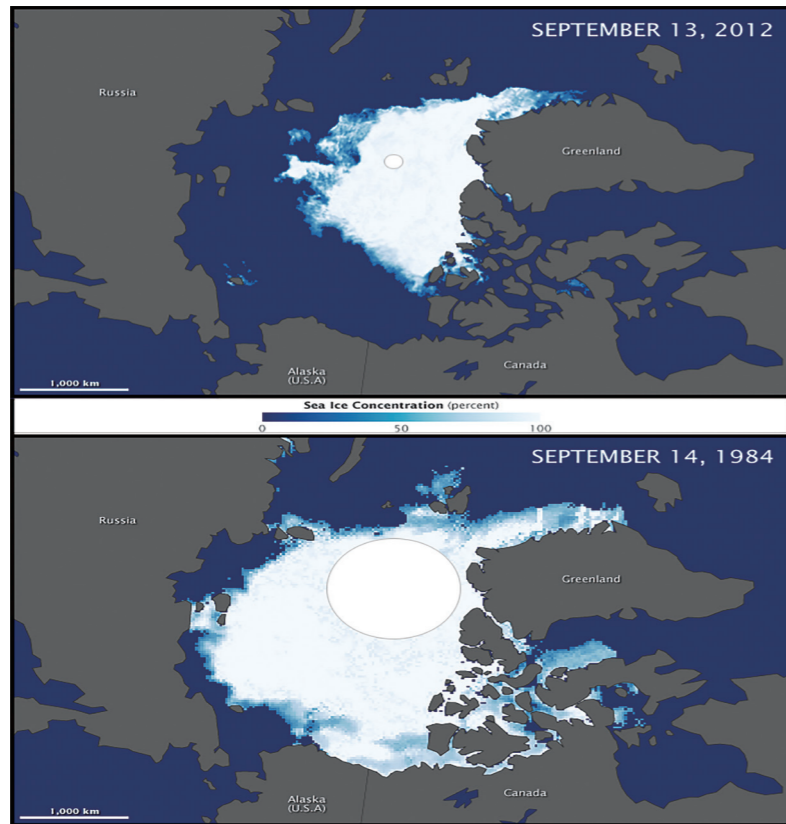 SEPTEMBER 13, 2012
Russia
Greenland
Alaska
(U.S.A)
Canada
1,000 km
Sea Ice Concentration (percent)
0 50 100
SEPTEMBER 14, 1984
Russia
Greenland
Alaska
(U.S.A)
Canada
1,000 km